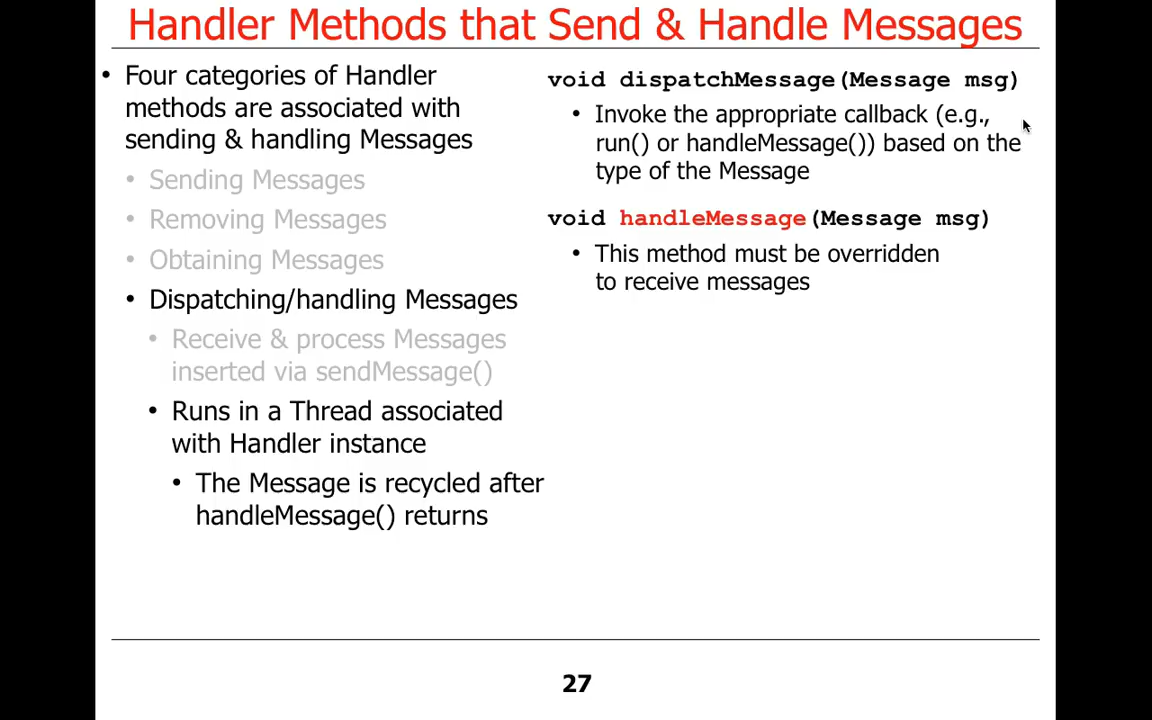 Handler Methods that Send & Handle Messages
• Four categories of Handler
methods are associated with
sending & handling Messages
• Sending Messages
• Removing Messages
• Obtaining Messages
• Dispatching/handling Messages
• Receive & process Messages
inserted via sendMessage()
• Runs in a Thread associated
with Handler instance
• The Message is recycled after
handleMessage() returns
void dispatchMessage(Message msg)
• Invoke the appropriate callback (e.g.,
run() or handleMessage()) based on the
type of the Message
void handleMessage(Message msg)
• This method must be overridden
to receive messages
27